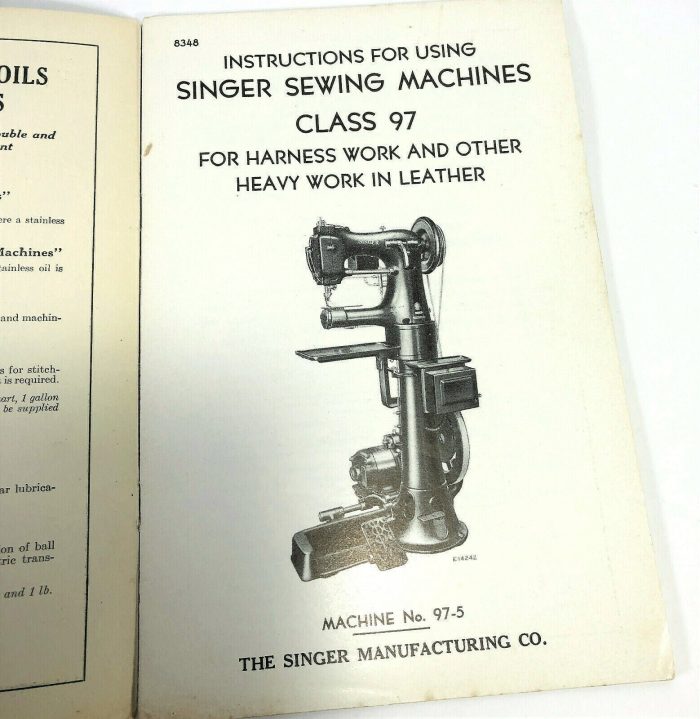 OILS
S
ouble and
nt
s"
ere a stainless
Machines"
tainless oil is
and machin-
s for stitch-
is required.
art, 1 gallon
be supplied
ar lubrica-
on of ball
ric trans-
and 1 lb.
8348
INSTRUCTIONS FOR USING
SINGER SEWING MACHINES
CLASS 97
FOR HARNESS WORK AND OTHER
HEAVY WORK IN LEATHER
E14242
MACHINE No. 97-5
THE SINGER MANUFACTURING CO.